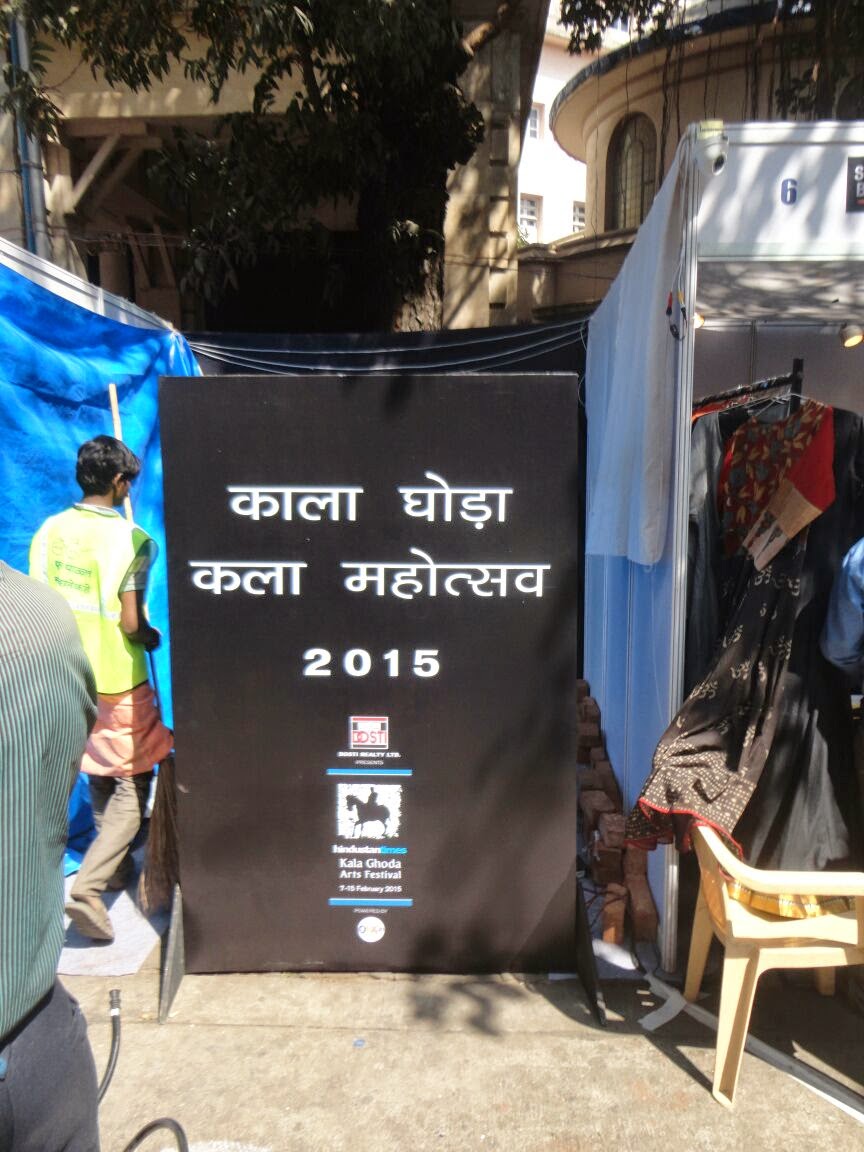 काला घोड़ा
कला महोत्सव
2015
DOSTI
DOSTI REALTY LTD.
PRESENTS
hindustantimes
Kala Ghoda
Arts Festival
7-15 February 2015
POWERED BY
6